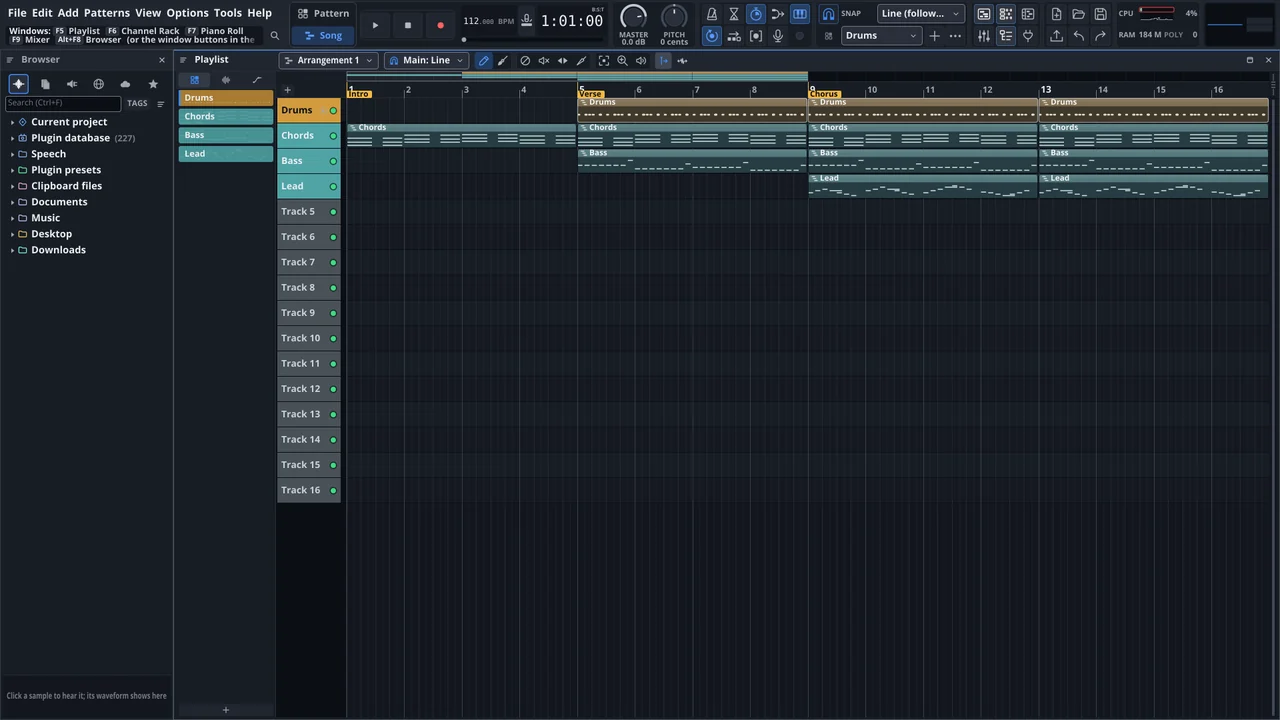 File Edit Add Patterns View Options Tools Help
Windows: F5 Playlist F6 Channel Rack F7 Piano Roll
F9 Mixer Alt+F8 Browser (or the window buttons in the
Pattern
Song
112.000 BPM
B:S:T
1:01:00
MASTER
0.0 dB
PITCH
0 cents
SNAP
Line (follow...
Drums
CPU 4%
RAM 184 M POLY 0
Browser
Search (Ctrl+F)
TAGS
Current project
Plugin database (227)
Speech
Plugin presets
Clipboard files
Documents
Music
Desktop
Downloads
Click a sample to hear it; its waveform shows here
Playlist
Drums
Chords
Bass
Lead
+
Arrangement 1
Main: Line
+
1 2 3 4 5 6 7 8 9 10 11 12 13 14 15 16
Intro Verse Chorus
Drums Drums Drums Drums
Chords Chords Chords Chords Chords
Bass Bass Bass Bass
Lead Lead Lead
Track 5
Track 6
Track 7
Track 8
Track 9
Track 10
Track 11
Track 12
Track 13
Track 14
Track 15
Track 16